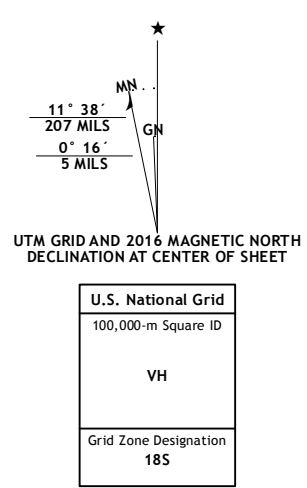 ★
MN
11° 38´
207 MILS
GN
0° 16´
5 MILS
UTM GRID AND 2016 MAGNETIC NORTH
DECLINATION AT CENTER OF SHEET
U.S. National Grid
100,000-m Square ID
VH
Grid Zone Designation
18S